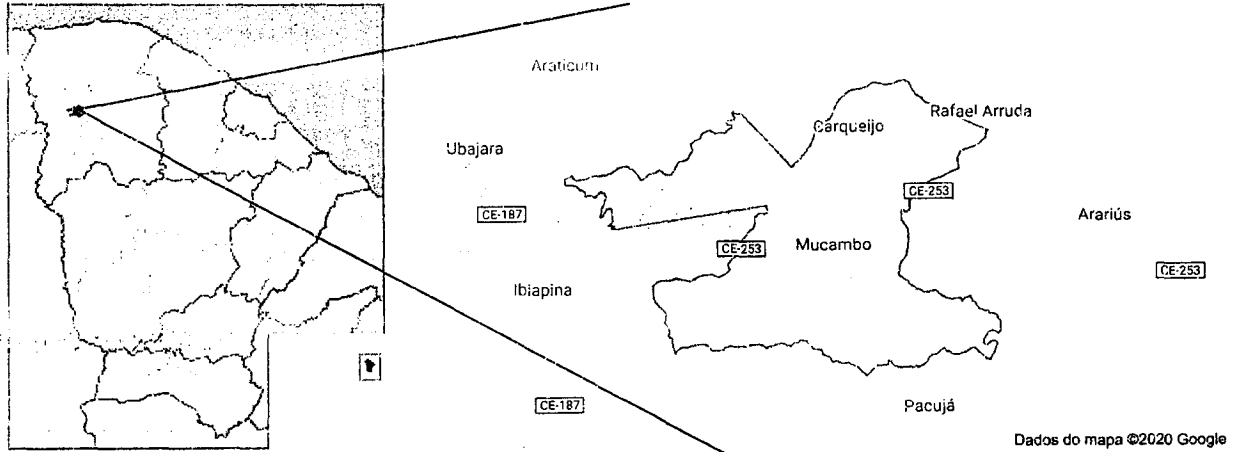 Araticum
Carqueijo
Rafael Arruda
Ubajara
CE-253
CE-187
Arariús
CE-253
Mucambo
CE-253
Ibiapina
CE-187
Pacujá
Dados do mapa ©2020 Google